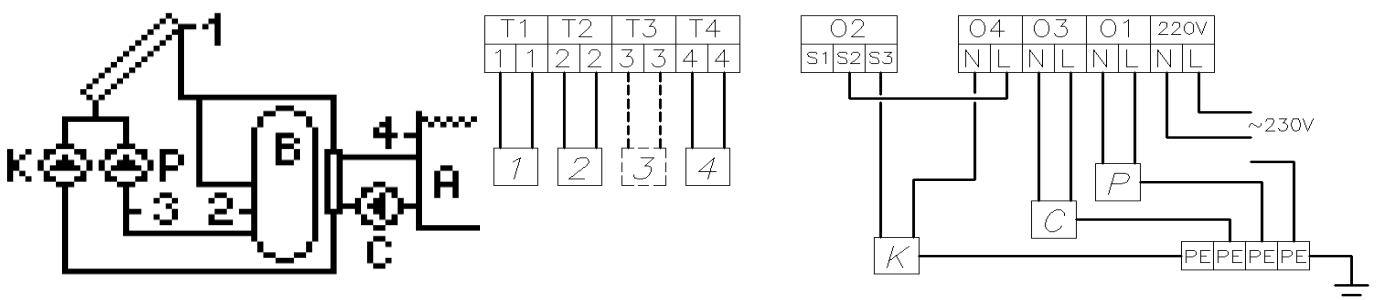 1
T1 T2 T3 T4
1 1 2 2 3 3 4 4
1 2 3 4
O2
S1 S2 S3
O4 O3 O1 220V
N L N L N L N L
~230V
4
B
K P
A
3 2
C
P
C
K
PE PE PE PE